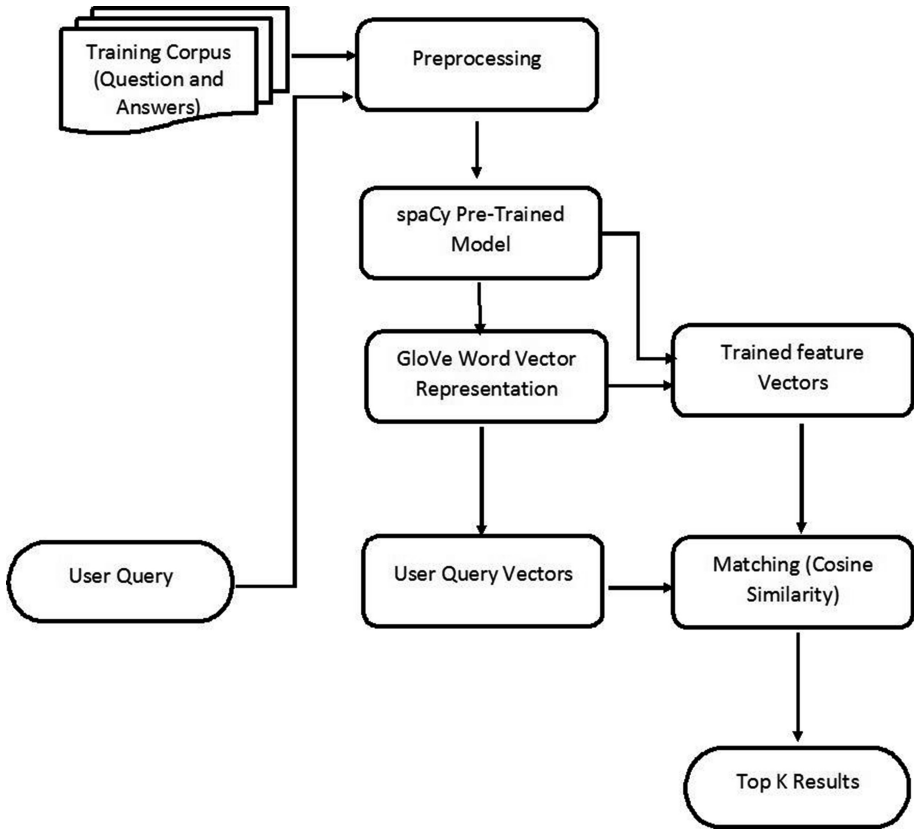 Training Corpus
(Question and
Answers)
Preprocessing
spaCy Pre-Trained
Model
GloVe Word Vector
Representation
Trained feature
Vectors
User Query
User Query Vectors
Matching (Cosine
Similarity)
Top K Results